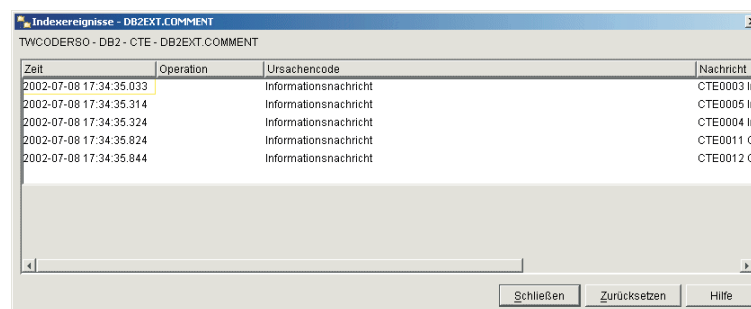 Indexereignisse - DB2EXT.COMMENT
TWCODERSO - DB2 - CTE - DB2EXT.COMMENT
Zeit Operation Ursachencode Nachricht
2002-07-08 17:34:35.033 Informationsnachricht CTE0003
2002-07-08 17:34:35.314 Informationsnachricht CTE0005
2002-07-08 17:34:35.324 Informationsnachricht CTE0004
2002-07-08 17:34:35.824 Informationsnachricht CTE0011
2002-07-08 17:34:35.844 Informationsnachricht CTE0012
Schließen Zurücksetzen Hilfe